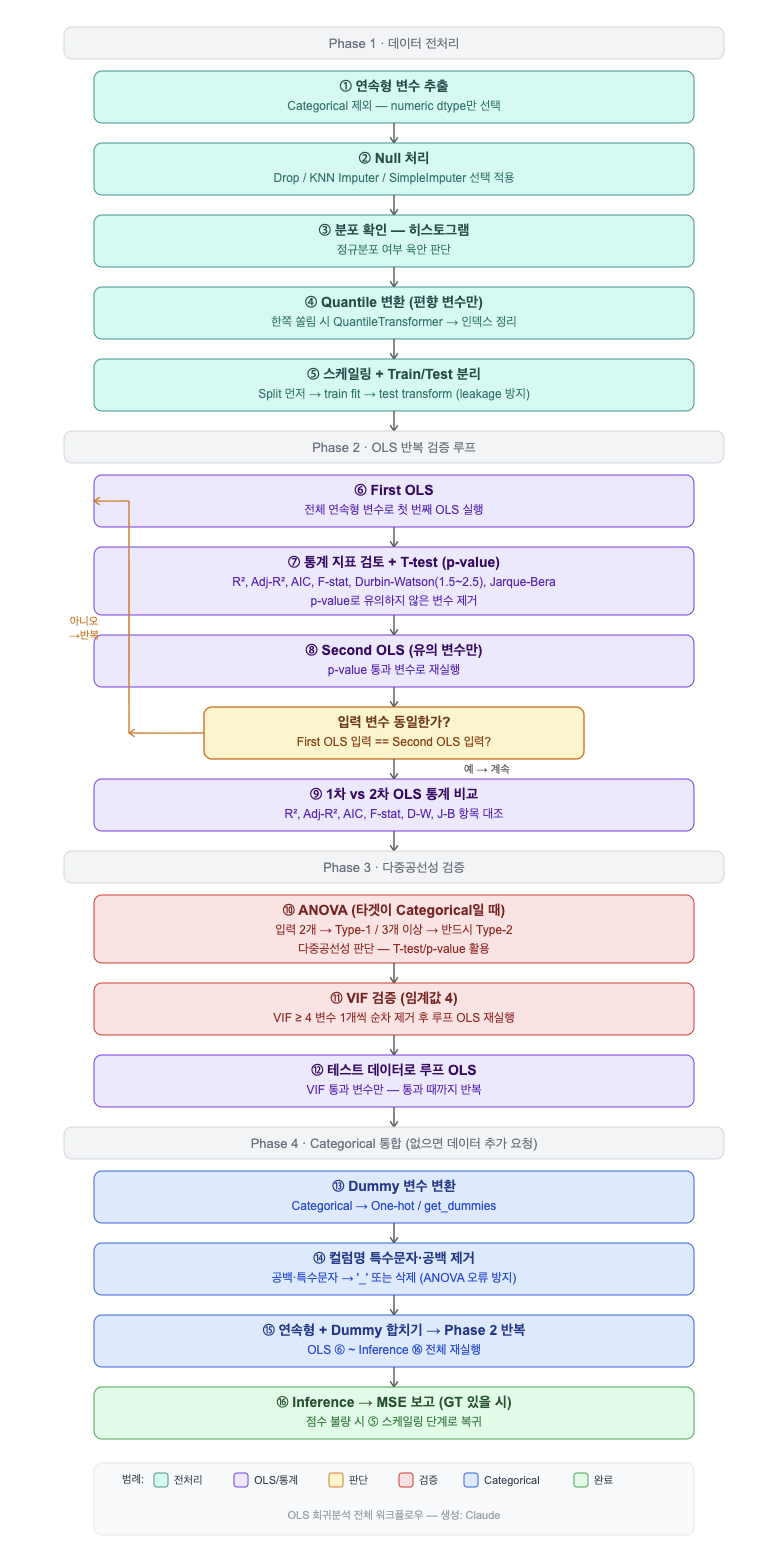 Phase 1 · 데이터 전처리
① 연속형 변수 추출
Categorical 제외 — numeric dtype만 선택
② Null 처리
Drop / KNN Imputer / SimpleImputer 선택 적용
③ 분포 확인 — 히스토그램
정규분포 여부 육안 판단
④ Quantile 변환 (편향 변수만)
한쪽 쏠림 시 QuantileTransformer → 인덱스 정리
⑤ 스케일링 + Train/Test 분리
Split 먼저 → train fit → test transform (leakage 방지)
Phase 2 · OLS 반복 검증 루프
⑥ First OLS
전체 연속형 변수로 첫 번째 OLS 실행
⑦ 통계 지표 검토 + T-test (p-value)
R², Adj-R², AIC, F-stat, Durbin-Watson(1.5~2.5), Jarque-Bera
p-value로 유의하지 않은 변수 제거
아니오
→반복
⑧ Second OLS (유의 변수만)
p-value 통과 변수로 재실행
입력 변수 동일한가?
First OLS 입력 == Second OLS 입력?
예 → 계속
⑨ 1차 vs 2차 OLS 통계 비교
R², Adj-R², AIC, F-stat, D-W, J-B 항목 대조
Phase 3 · 다중공선성 검증
⑩ ANOVA (타겟이 Categorical일 때)
입력 2개 → Type-1 / 3개 이상 → 반드시 Type-2
다중공선성 판단 — T-test/p-value 활용
⑪ VIF 검증 (임계값 4)
VIF ≥ 4 변수 1개씩 순차 제거 후 루프 OLS 재실행
⑫ 테스트 데이터로 루프 OLS
VIF 통과 변수만 — 통과 때까지 반복
Phase 4 · Categorical 통합 (없으면 데이터 추가 요청)
⑬ Dummy 변수 변환
Categorical → One-hot / get_dummies
⑭ 컬럼명 특수문자·공백 제거
공백·특수문자 → '_' 또는 삭제 (ANOVA 오류 방지)
⑮ 연속형 + Dummy 합치기 → Phase 2 반복
OLS ⑥ ~ Inference ⑯ 전체 재실행
⑯ Inference → MSE 보고 (GT 있을 시)
점수 불량 시 ⑤ 스케일링 단계로 복귀
범례: 전처리 OLS/통계 판단 검증 Categorical 완료
OLS 회귀분석 전체 워크플로우 — 생성: Claude